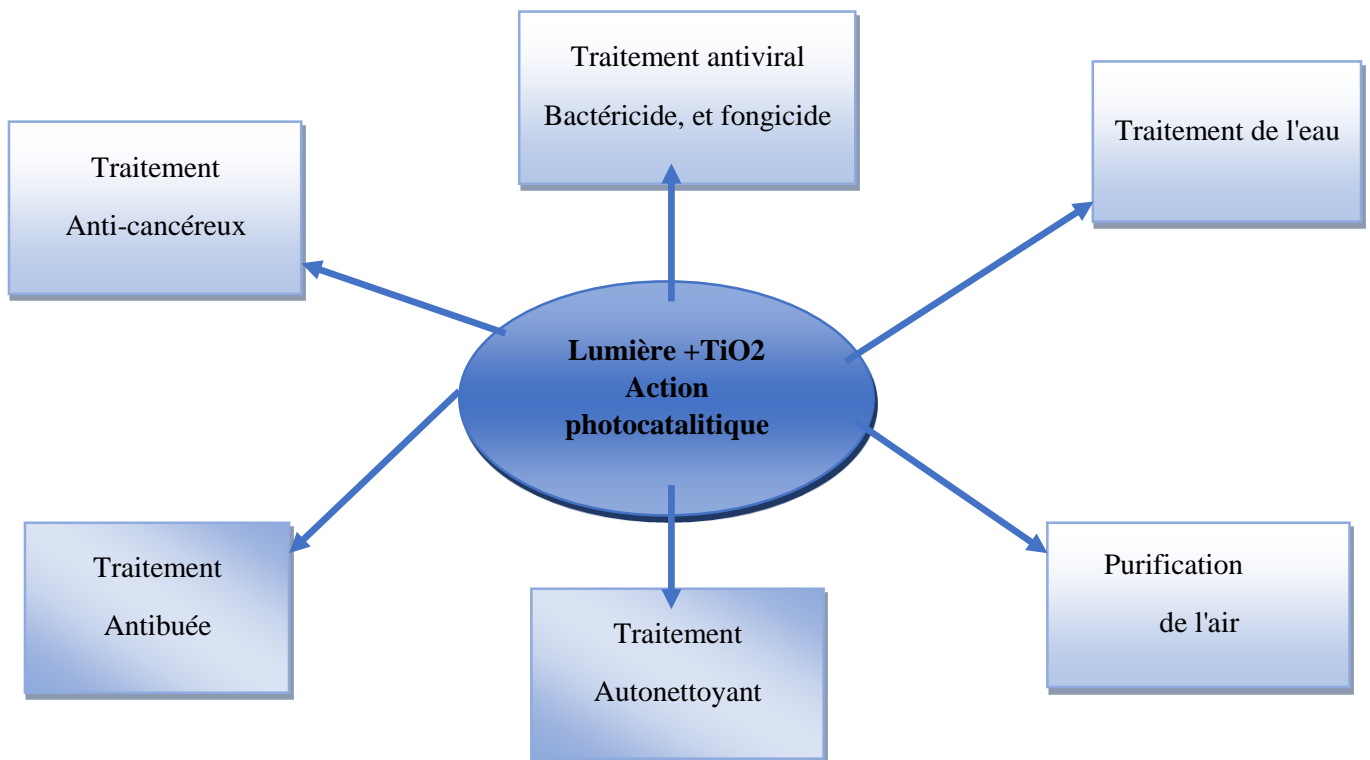 Traitement antiviral
Bactéricide, et fongicide
Traitement de l'eau
Traitement
Anti-cancéreux
Lumière +TiO2
Action
photocatalitique
Traitement
Antibuée
Traitement
Autonettoyant
Purification
de l'air